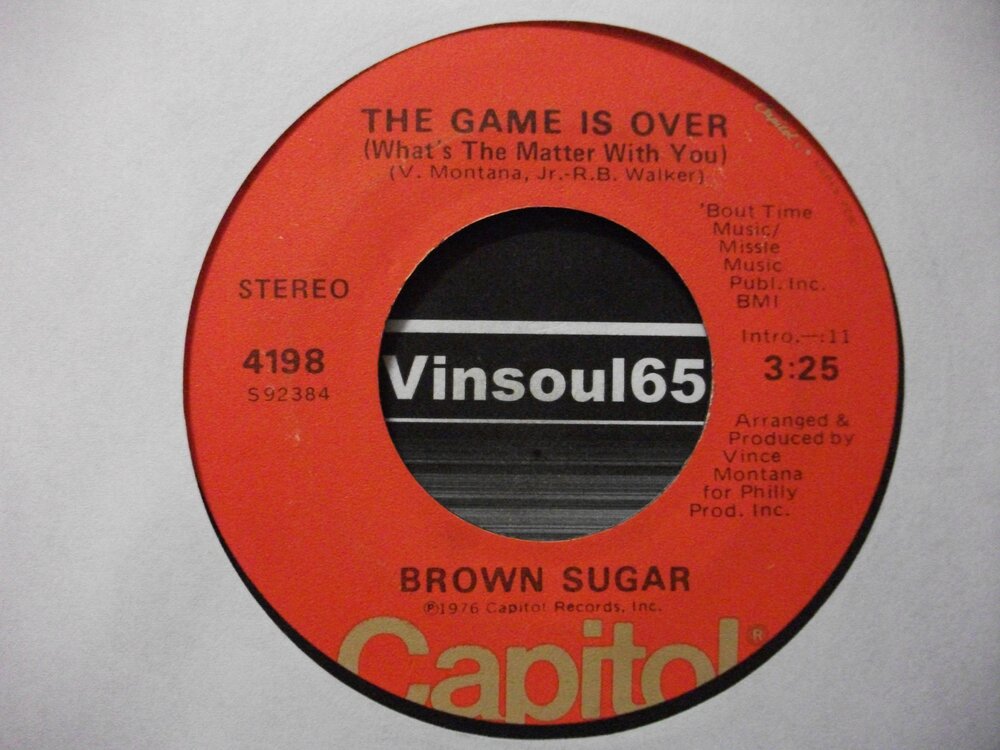 THE GAME IS OVER
(What's The Matter With You)
(V. Montana, Jr.-R.B. Walker)
Capitol
'Bout Time
Music/
Missle
Music
Publ. Inc.
BMI
STEREO
Intro.—:11
4198
3:25
S92384
Vinsoul65
Arranged &
Produced by
Vince
Montana
for Philly
Prod. Inc.
BROWN SUGAR
℗1976 Capitol Records, Inc.
Capitol®